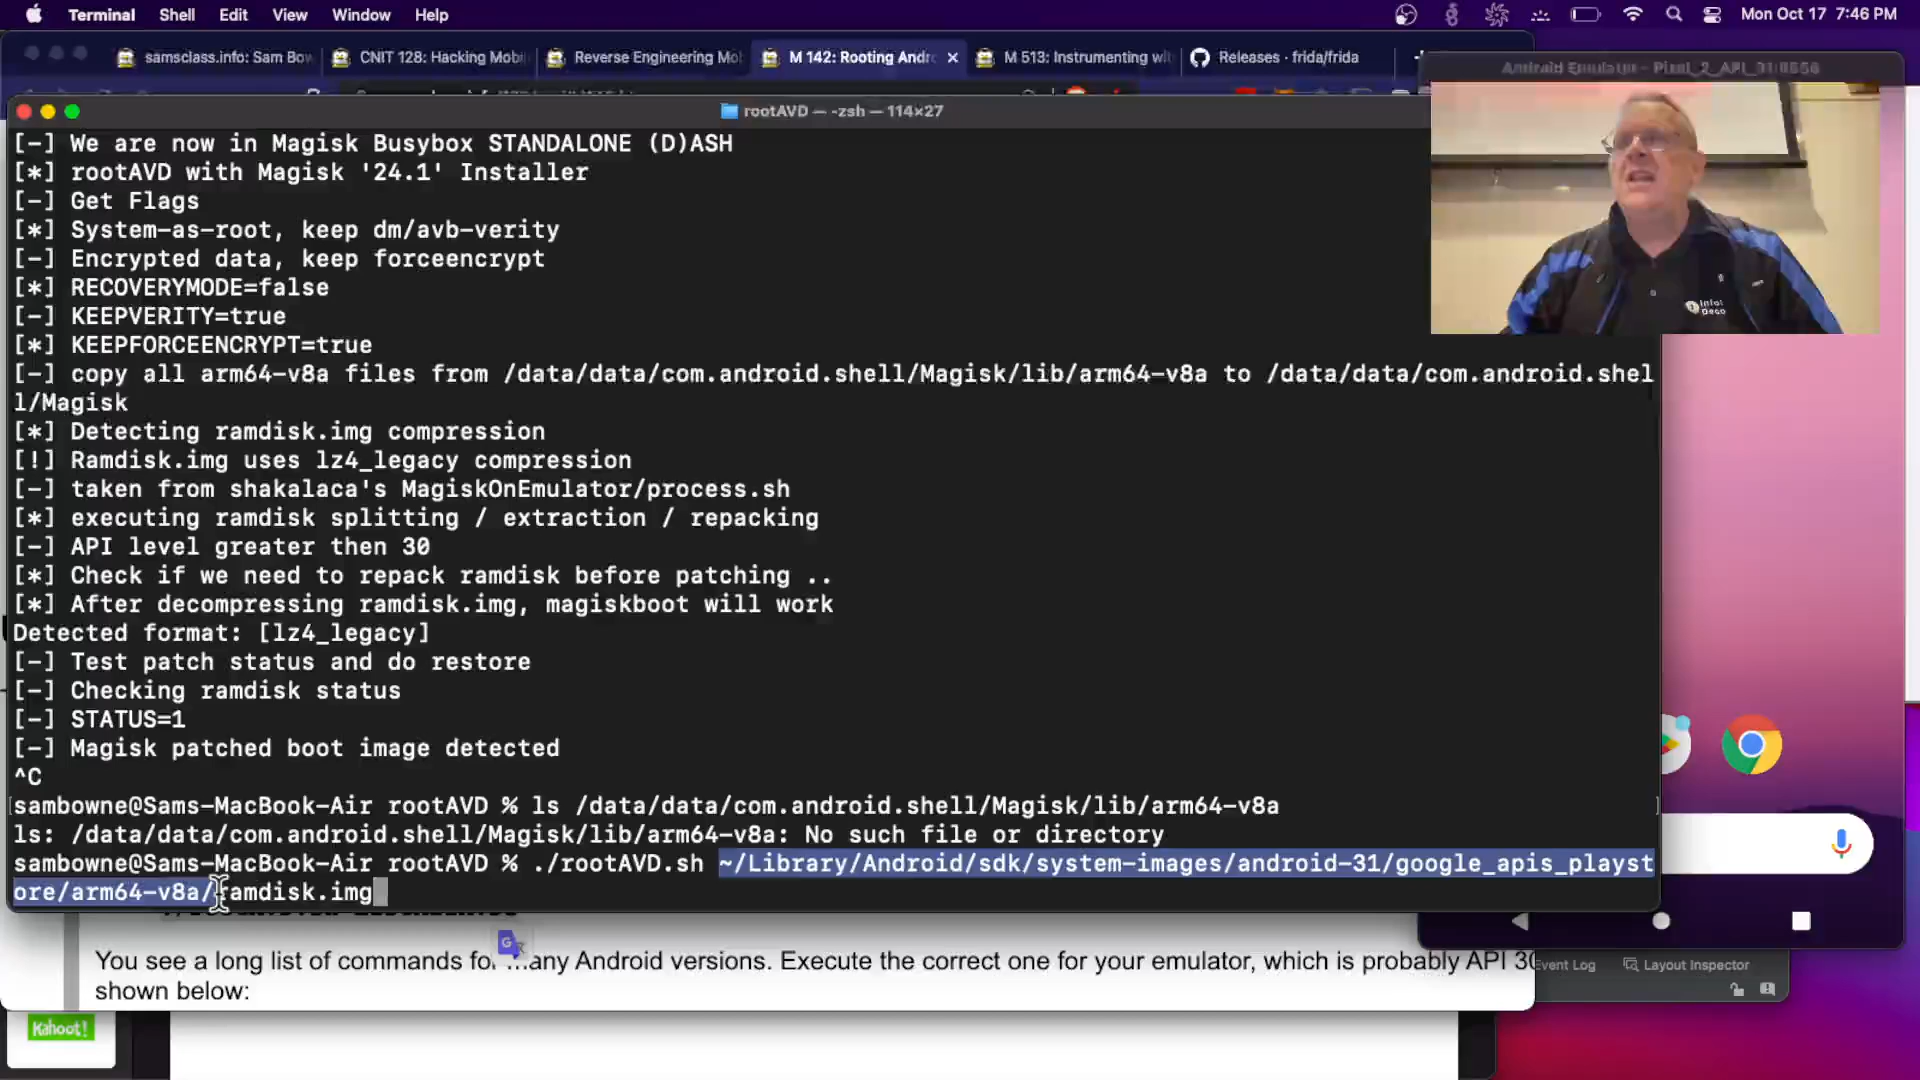 Terminal Shell Edit View Window Help Mon Oct 17 7:46 PM
samsclass.info: Sam Bow CNIT 128: Hacking Mobi Reverse Engineering Mo M 142: Rooting Andr M 513: Instrumenting wi Releases · frida/frida
Android Emulator - Pixel_2_API_31:5556
rootAVD — -zsh — 114×27
[-] We are now in Magisk Busybox STANDALONE (D)ASH
[*] rootAVD with Magisk '24.1' Installer
[-] Get Flags
[*] System-as-root, keep dm/avb-verity
[-] Encrypted data, keep forceencrypt
[*] RECOVERYMODE=false
[-] KEEPVERITY=true
[*] KEEPFORCEENCRYPT=true
[-] copy all arm64-v8a files from /data/data/com.android.shell/Magisk/lib/arm64-v8a to /data/data/com.android.shel
l/Magisk
[*] Detecting ramdisk.img compression
[!] Ramdisk.img uses lz4_legacy compression
[-] taken from shakalaca's MagiskOnEmulator/process.sh
[*] executing ramdisk splitting / extraction / repacking
[-] API level greater then 30
[*] Check if we need to repack ramdisk before patching ..
[*] After decompressing ramdisk.img, magiskboot will work
Detected format: [lz4_legacy]
[-] Test patch status and do restore
[-] Checking ramdisk status
[-] STATUS=1
[-] Magisk patched boot image detected
^C
sambowne@Sams-MacBook-Air rootAVD % ls /data/data/com.android.shell/Magisk/lib/arm64-v8a
ls: /data/data/com.android.shell/Magisk/lib/arm64-v8a: No such file or directory
sambowne@Sams-MacBook-Air rootAVD % ./rootAVD.sh ~/Library/Android/sdk/system-images/android-31/google_apis_playst
ore/arm64-v8a/ramdisk.img
You see a long list of commands for many Android versions. Execute the correct one for your emulator, which is probably API 30
shown below:
Event Log Layout Inspector
Kahoot!
Infos
Deco